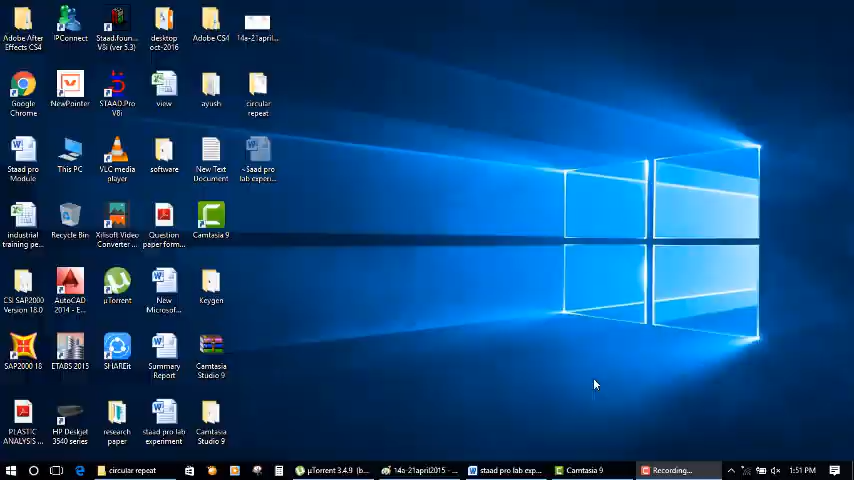 Adobe After
Effects CS4
IPConnect
Staad.foun...
V8i (ver 5.3)
desktop
oct-2016
Adobe CS4
14a-21april...
Google
Chrome
NewPointer
STAAD.Pro
V8i
view
ayush
circular
repeat
Staad pro
Module
This PC
VLC media
player
software
New Text
Document
~$aad pro
lab experi...
industrial
training pe...
Recycle Bin
Xilisoft Video
Converter ...
Question
paper form...
Camtasia 9
CSI SAP2000
Version 18.0
AutoCAD
2014 - E...
µTorrent
New
Microsof...
Keygen
SAP2000 18
ETABS 2015
SHAREit
Summary
Report
Camtasia
Studio 9
PLASTIC
ANALYSIS ...
HP Deskjet
3540 series
research
paper
staad pro lab
experiment
Camtasia
Studio 9
circular repeat
µTorrent 3.4.9 (b...
14a-21april2015 - ...
staad pro lab exp...
Camtasia 9
Recording...
1:51 PM